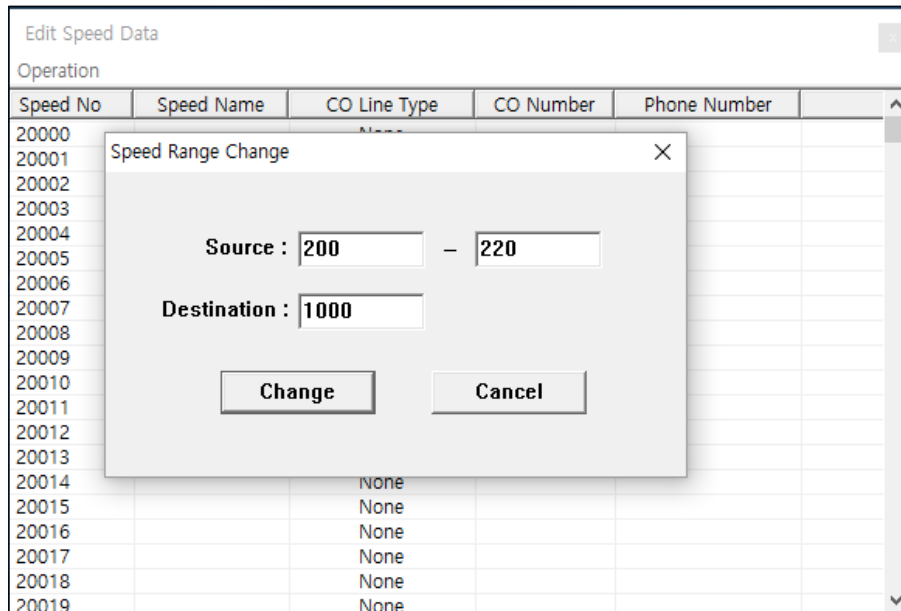 Edit Speed Data
Operation
Speed No Speed Name CO Line Type CO Number Phone Number
20000 None
20001
20002
20003
20004
20005
20006
20007
20008
20009
20010
20011
20012
20013
20014 None
20015 None
20016 None
20017 None
20018 None
20019 None
Speed Range Change
Source : 200 – 220
Destination : 1000
Change Cancel